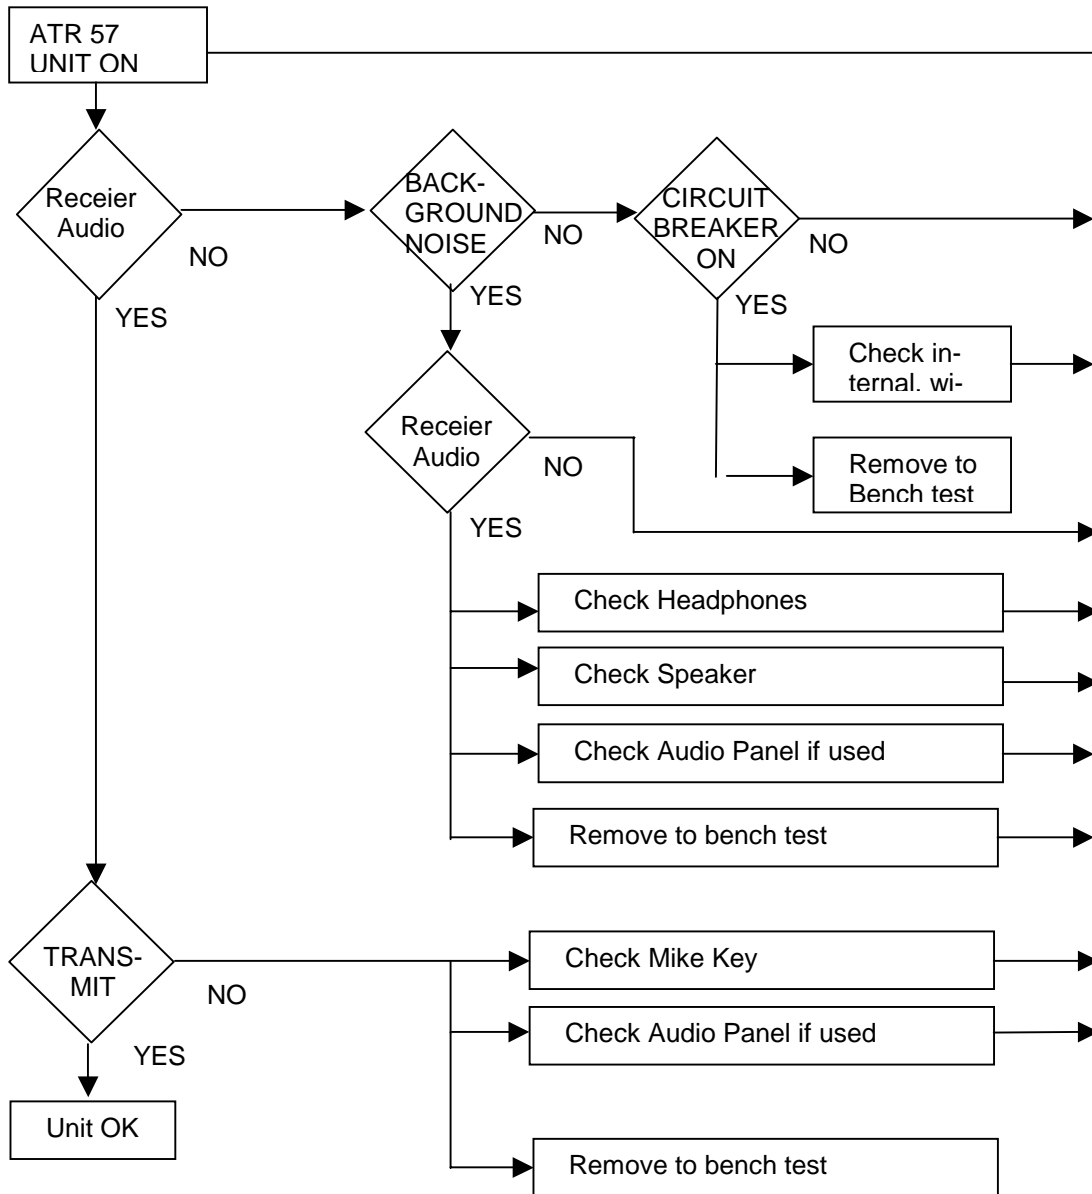 ATR 57
UNIT ON
Receier
Audio
NO
YES
BACK-
GROUND
NOISE
NO
YES
CIRCUIT
BREAKER
ON
NO
YES
Check in-
ternal. wi-
Remove to
Bench test
Receier
Audio
NO
YES
Check Headphones
Check Speaker
Check Audio Panel if used
Remove to bench test
TRANS-
MIT
NO
YES
Check Mike Key
Check Audio Panel if used
Unit OK
Remove to bench test